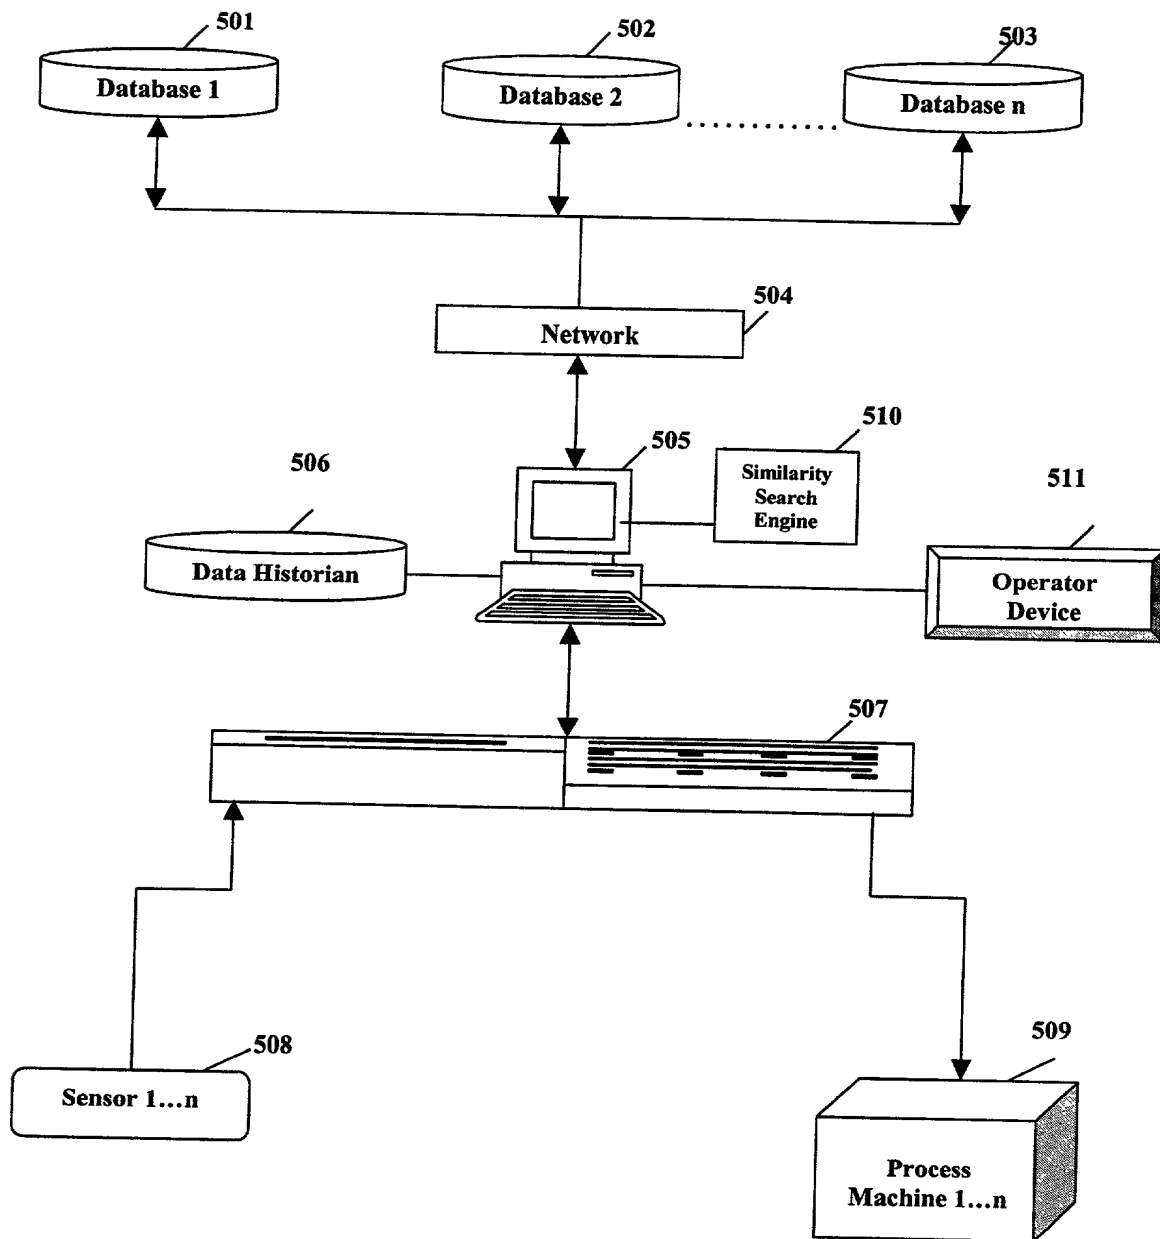 501
502
503
Database 1
Database 2
Database n
504
Network
505
510
506
Similarity
Search
Engine
511
Data Historian
Operator
Device
507
508
509
Sensor 1...n
Process
Machine 1...n